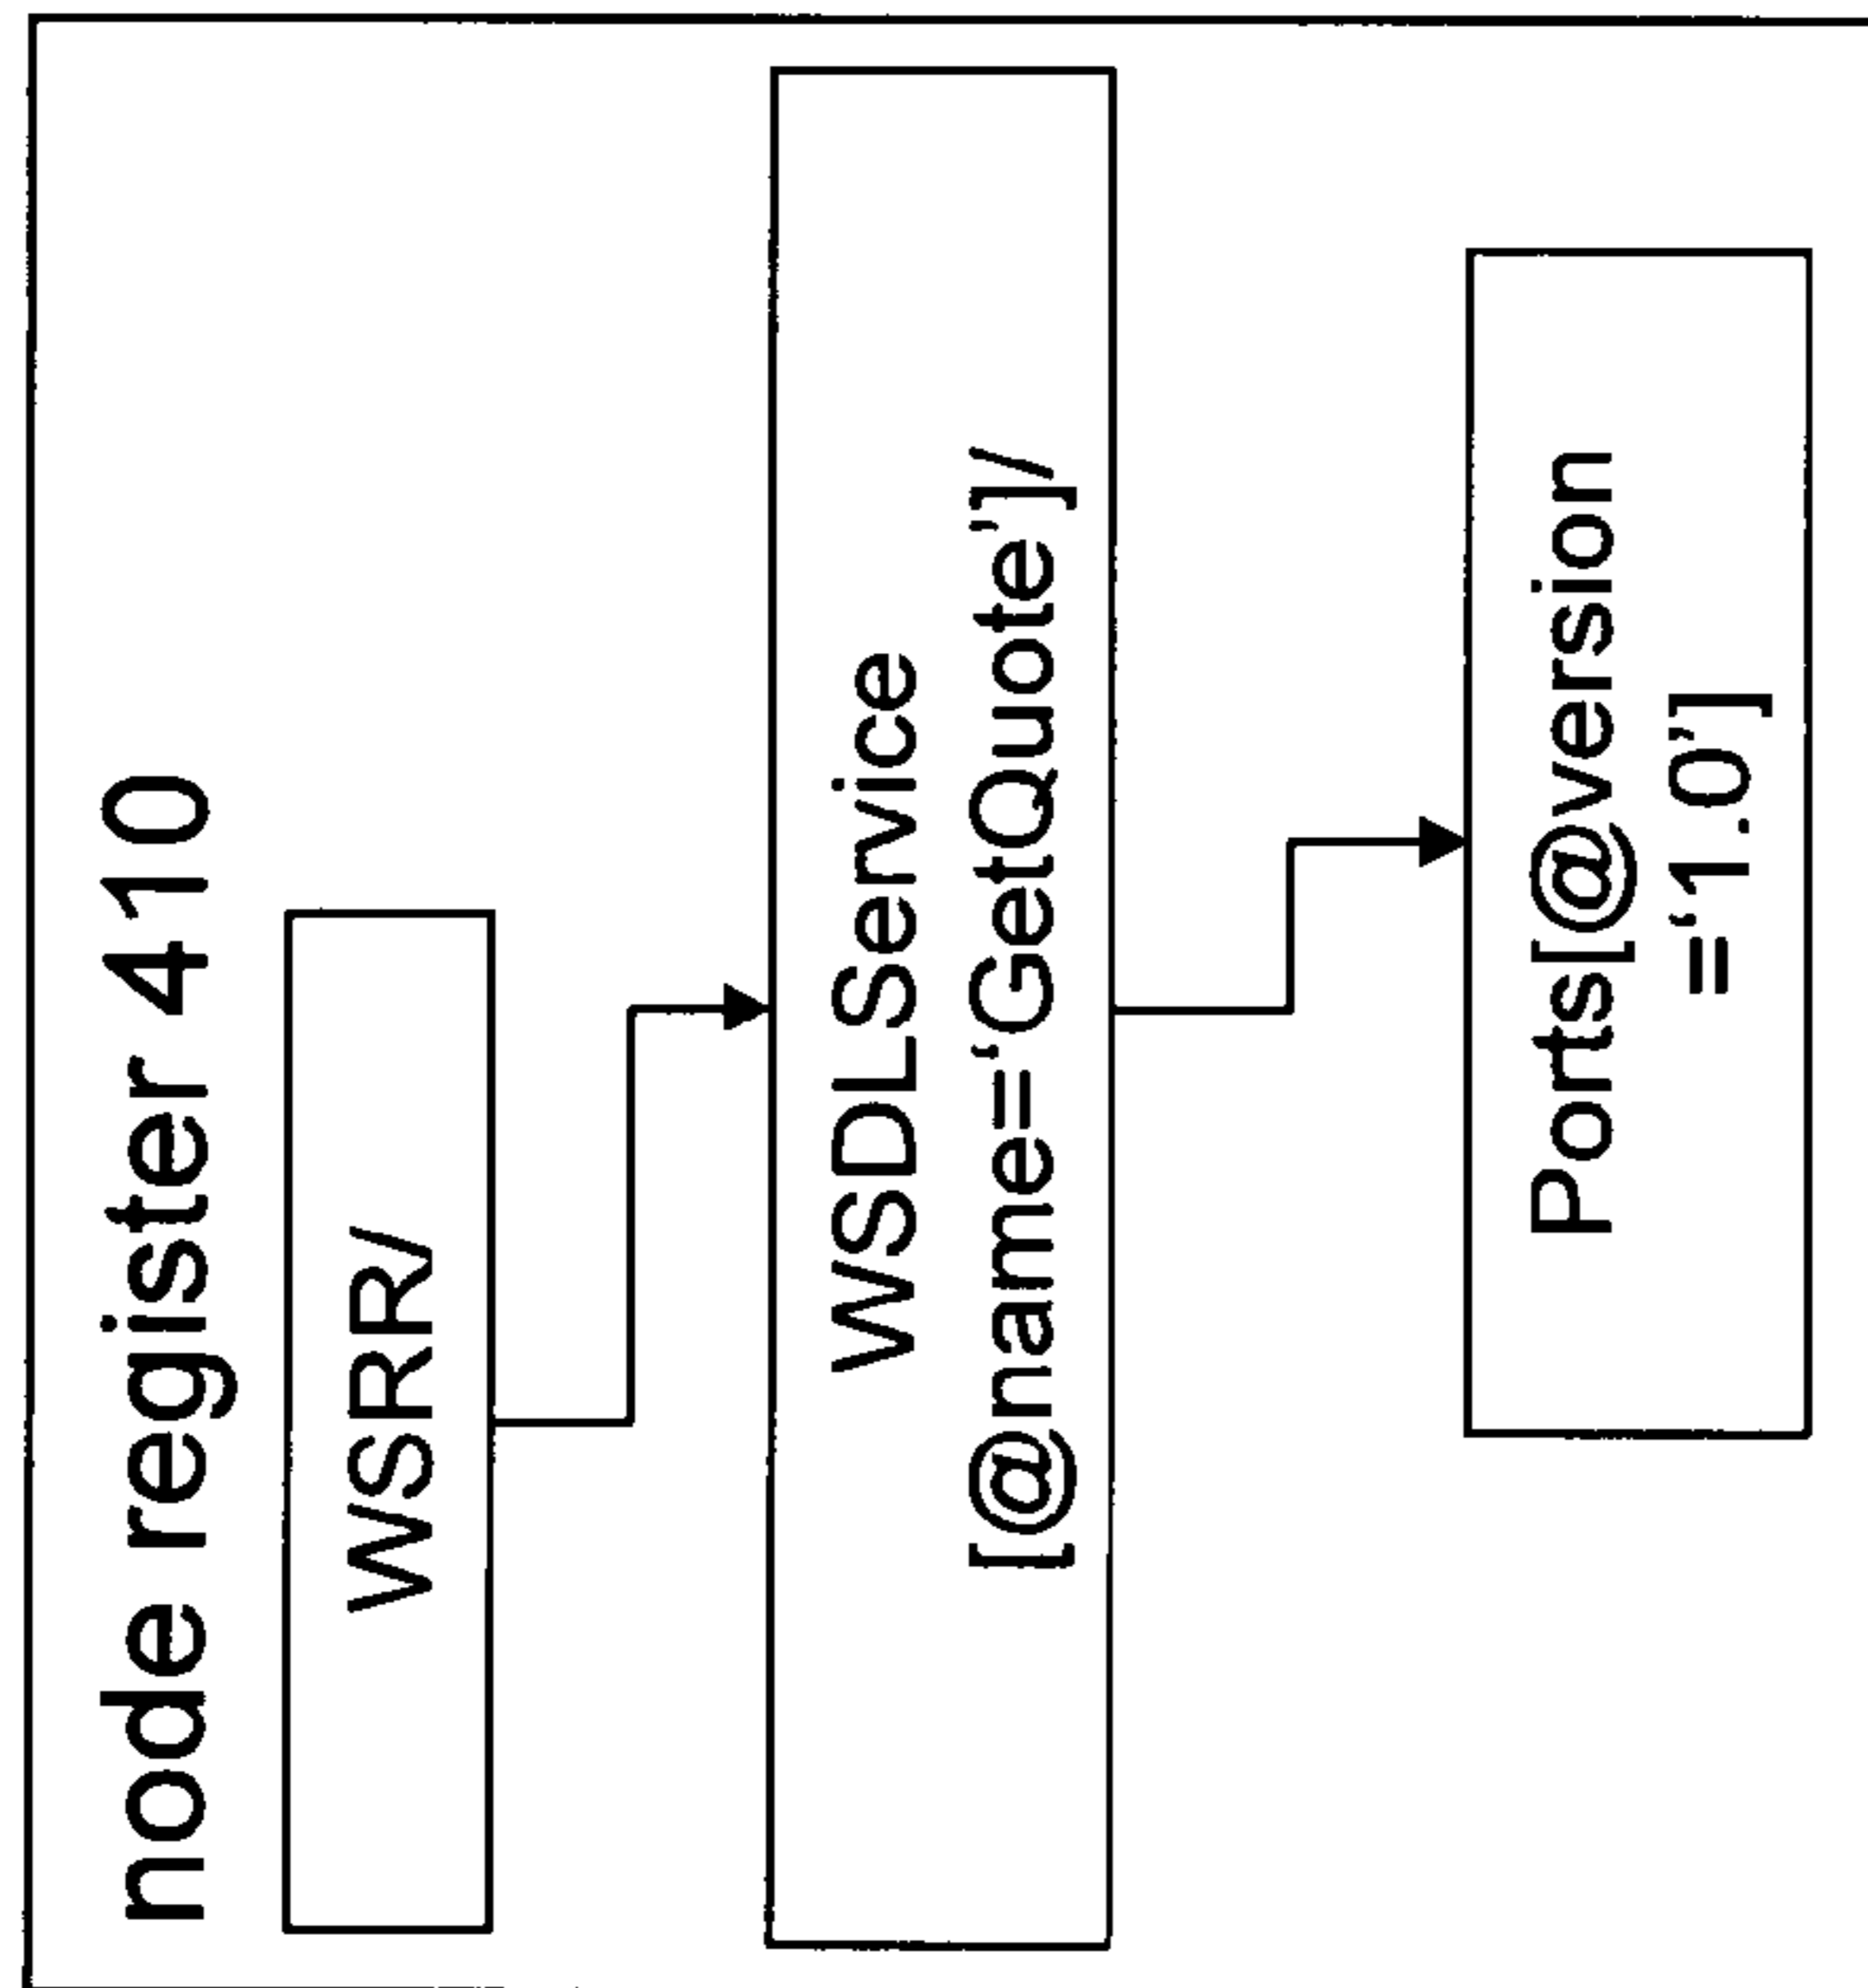 node register 410
WSRR/
WSDLService
[@name=‘GetQuote’]/
Ports[@version
=‘1.0’]